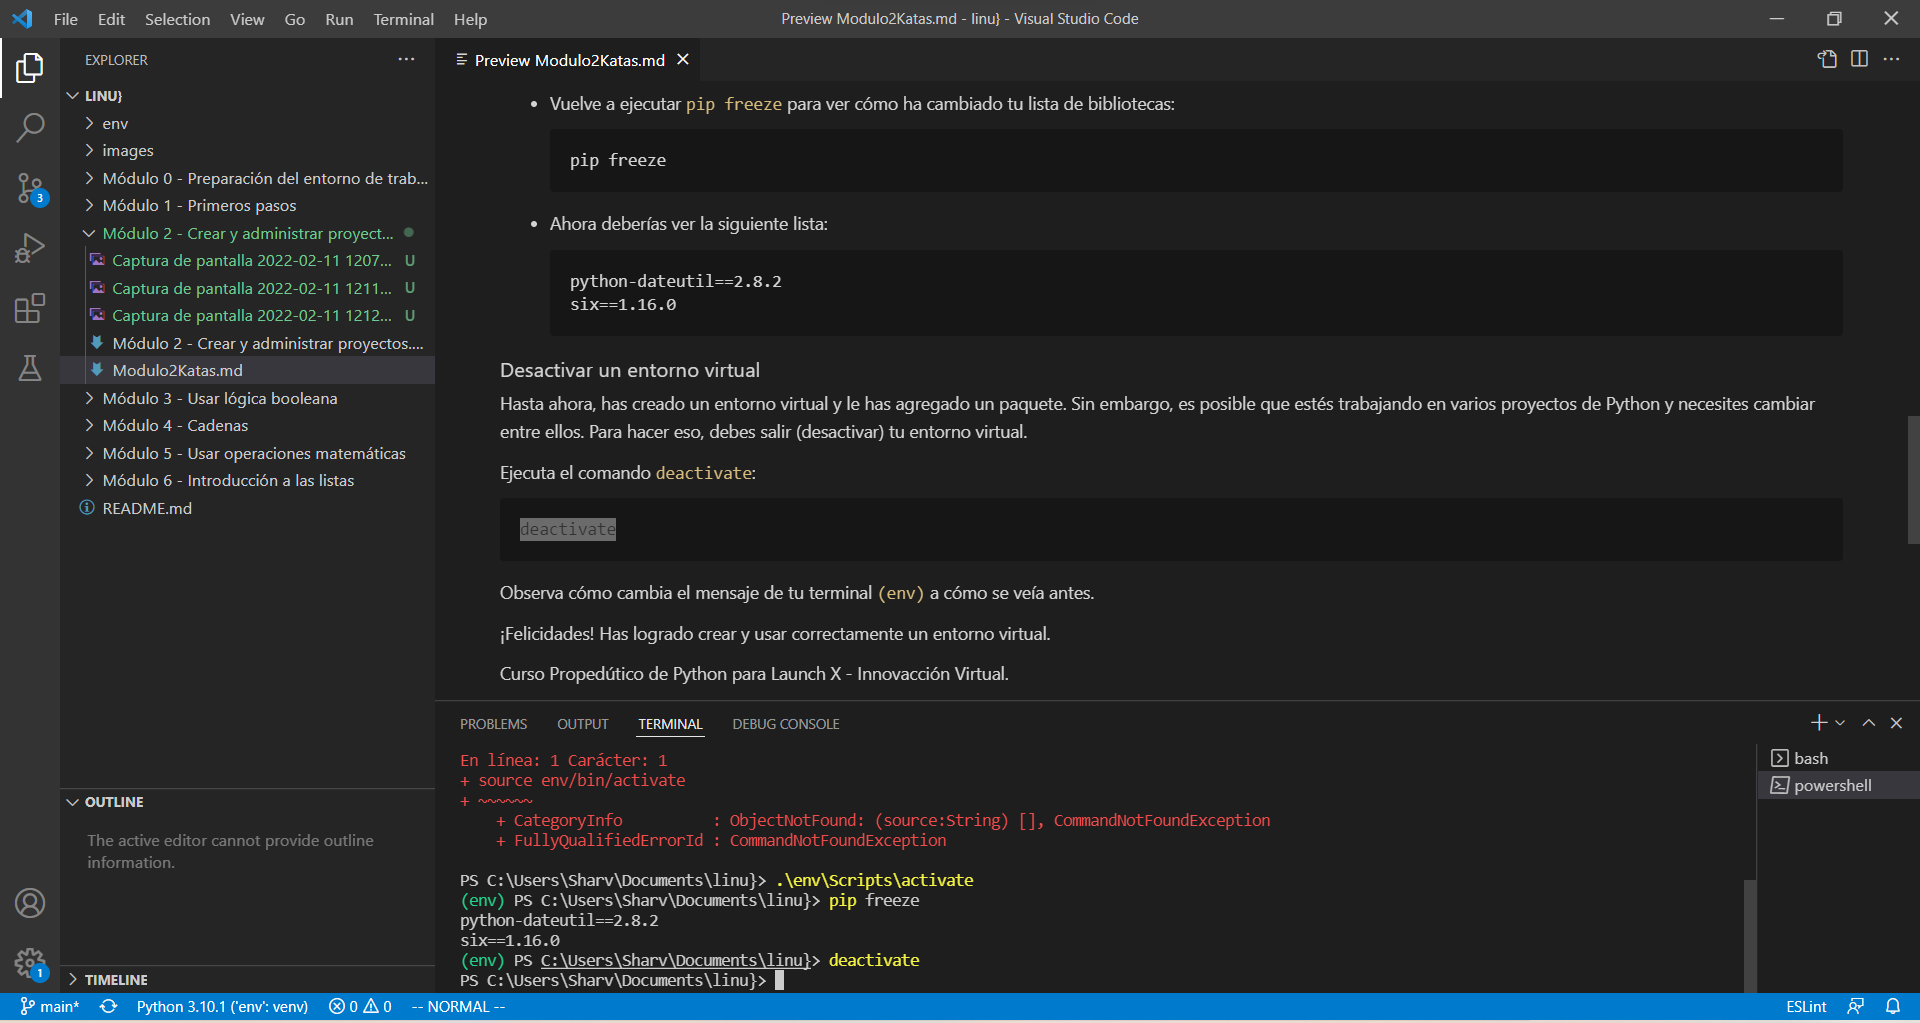 File Edit Selection View Go Run Terminal Help
Preview Modulo2Katas.md - linu} - Visual Studio Code
EXPLORER
LINU}
env
images
Módulo 0 - Preparación del entorno de trab...
Módulo 1 - Primeros pasos
Módulo 2 - Crear y administrar proyect...
Captura de pantalla 2022-02-11 1207... U
Captura de pantalla 2022-02-11 1211... U
Captura de pantalla 2022-02-11 1212... U
Módulo 2 - Crear y administrar proyectos....
Modulo2Katas.md
Módulo 3 - Usar lógica booleana
Módulo 4 - Cadenas
Módulo 5 - Usar operaciones matemáticas
Módulo 6 - Introducción a las listas
README.md
3
OUTLINE
The active editor cannot provide outline
information.
1
TIMELINE
Preview Modulo2Katas.md
• Vuelve a ejecutar pip freeze para ver cómo ha cambiado tu lista de bibliotecas:
pip freeze
• Ahora deberías ver la siguiente lista:
python-dateutil==2.8.2
six==1.16.0
Desactivar un entorno virtual
Hasta ahora, has creado un entorno virtual y le has agregado un paquete. Sin embargo, es posible que estés trabajando en varios proyectos de Python y necesites cambiar
entre ellos. Para hacer eso, debes salir (desactivar) tu entorno virtual.
Ejecuta el comando deactivate:
deactivate
Observa cómo cambia el mensaje de tu terminal (env) a cómo se veía antes.
¡Felicidades! Has logrado crear y usar correctamente un entorno virtual.
Curso Propedútico de Python para Launch X - Innovacción Virtual.
PROBLEMS OUTPUT TERMINAL DEBUG CONSOLE
En línea: 1 Carácter: 1
+ source env/bin/activate
+ ~~~~~~
+ CategoryInfo : ObjectNotFound: (source:String) [], CommandNotFoundException
+ FullyQualifiedErrorId : CommandNotFoundException
PS C:\Users\Sharv\Documents\linu}> .\env\Scripts\activate
(env) PS C:\Users\Sharv\Documents\linu}> pip freeze
python-dateutil==2.8.2
six==1.16.0
(env) PS C:\Users\Sharv\Documents\linu}> deactivate
PS C:\Users\Sharv\Documents\linu}>
bash
powershell
main* Python 3.10.1 ('env': venv) 0 0 -- NORMAL -- ESLint